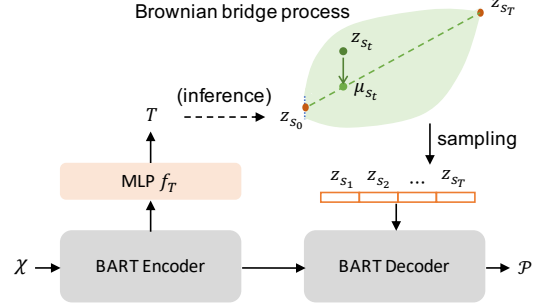 Brownian bridge process
z_{s_T}
z_{s_t}
μ_{s_t}
(inference)
T
z_{s_0}
sampling
MLP f_T
z_{s_1} z_{s_2} ... z_{s_T}
χ
BART Encoder
BART Decoder
𝒫